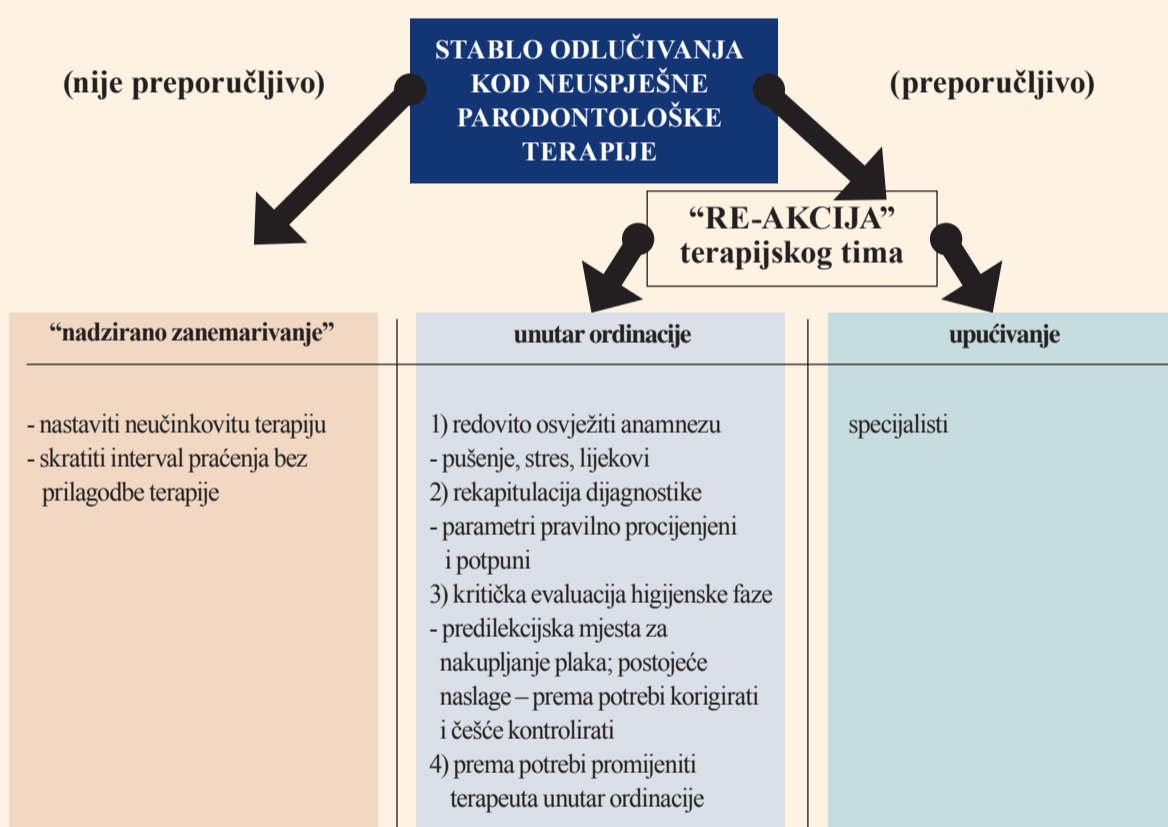 (nije preporučljivo)
STABLO ODLUČIVANJA
KOD NEUSPJEŠNE
PARODONTOLOŠKE
TERAPIJE
(preporučljivo)
“RE-AKCIJA”
terapijskog tima
“nadzirano zanemarivanje”
- nastaviti neučinkovitu terapiju
- skratiti interval praćenja bez
prilagodbe terapije
unutar ordinacije
1) redovito osvježiti anamnezu
- pušenje, stres, lijekovi
2) rekapitulacija dijagnostike
- parametri pravilno procijenjeni
i potpuni
3) kritička evaluacija higijenske faze
- predilekcijska mjesta za
nakupljanje plaka; postojeće
naslage – prema potrebi korigirati
i češće kontrolirati
4) prema potrebi promijeniti
terapeuta unutar ordinacije
upućivanje
specijalisti